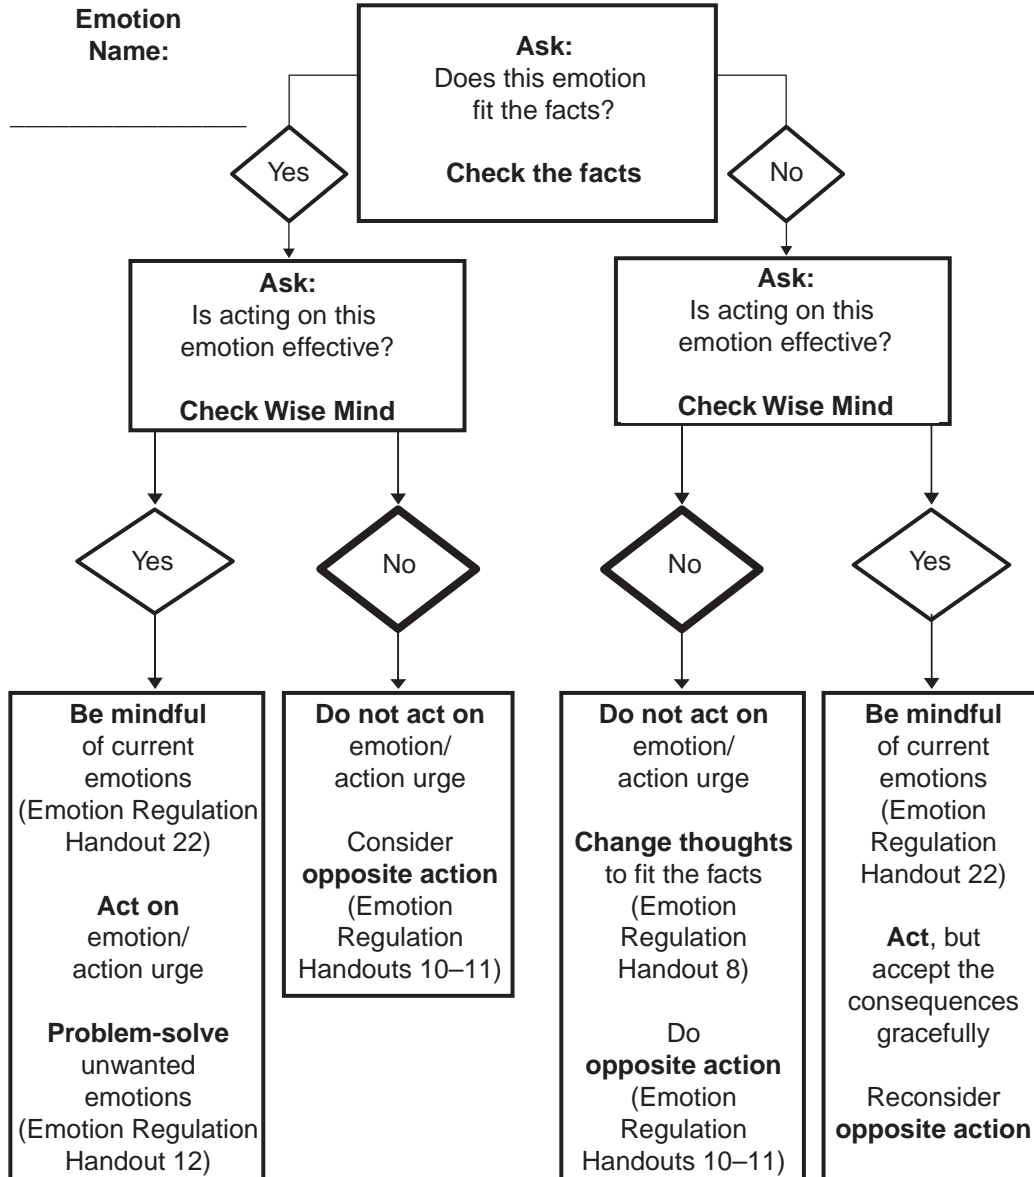 Emotion
Name:
________________
Ask:
Does this emotion
fit the facts?
Check the facts
Yes
No
Ask:
Is acting on this
emotion effective?
Check Wise Mind
Ask:
Is acting on this
emotion effective?
Check Wise Mind
Yes
No
No
Yes
Be mindful
of current
emotions
(Emotion Regulation
Handout 22)
Act on
emotion/
action urge
Problem-solve
unwanted
emotions
(Emotion Regulation
Handout 12)
Do not act on
emotion/
action urge
Consider
opposite action
(Emotion
Regulation
Handouts 10–11)
Do not act on
emotion/
action urge
Change thoughts
to fit the facts
(Emotion
Regulation
Handout 8)
Do
opposite action
(Emotion
Regulation
Handouts 10–11)
Be mindful
of current
emotions
(Emotion
Regulation
Handout 22)
Act, but
accept the
consequences
gracefully
Reconsider
opposite action